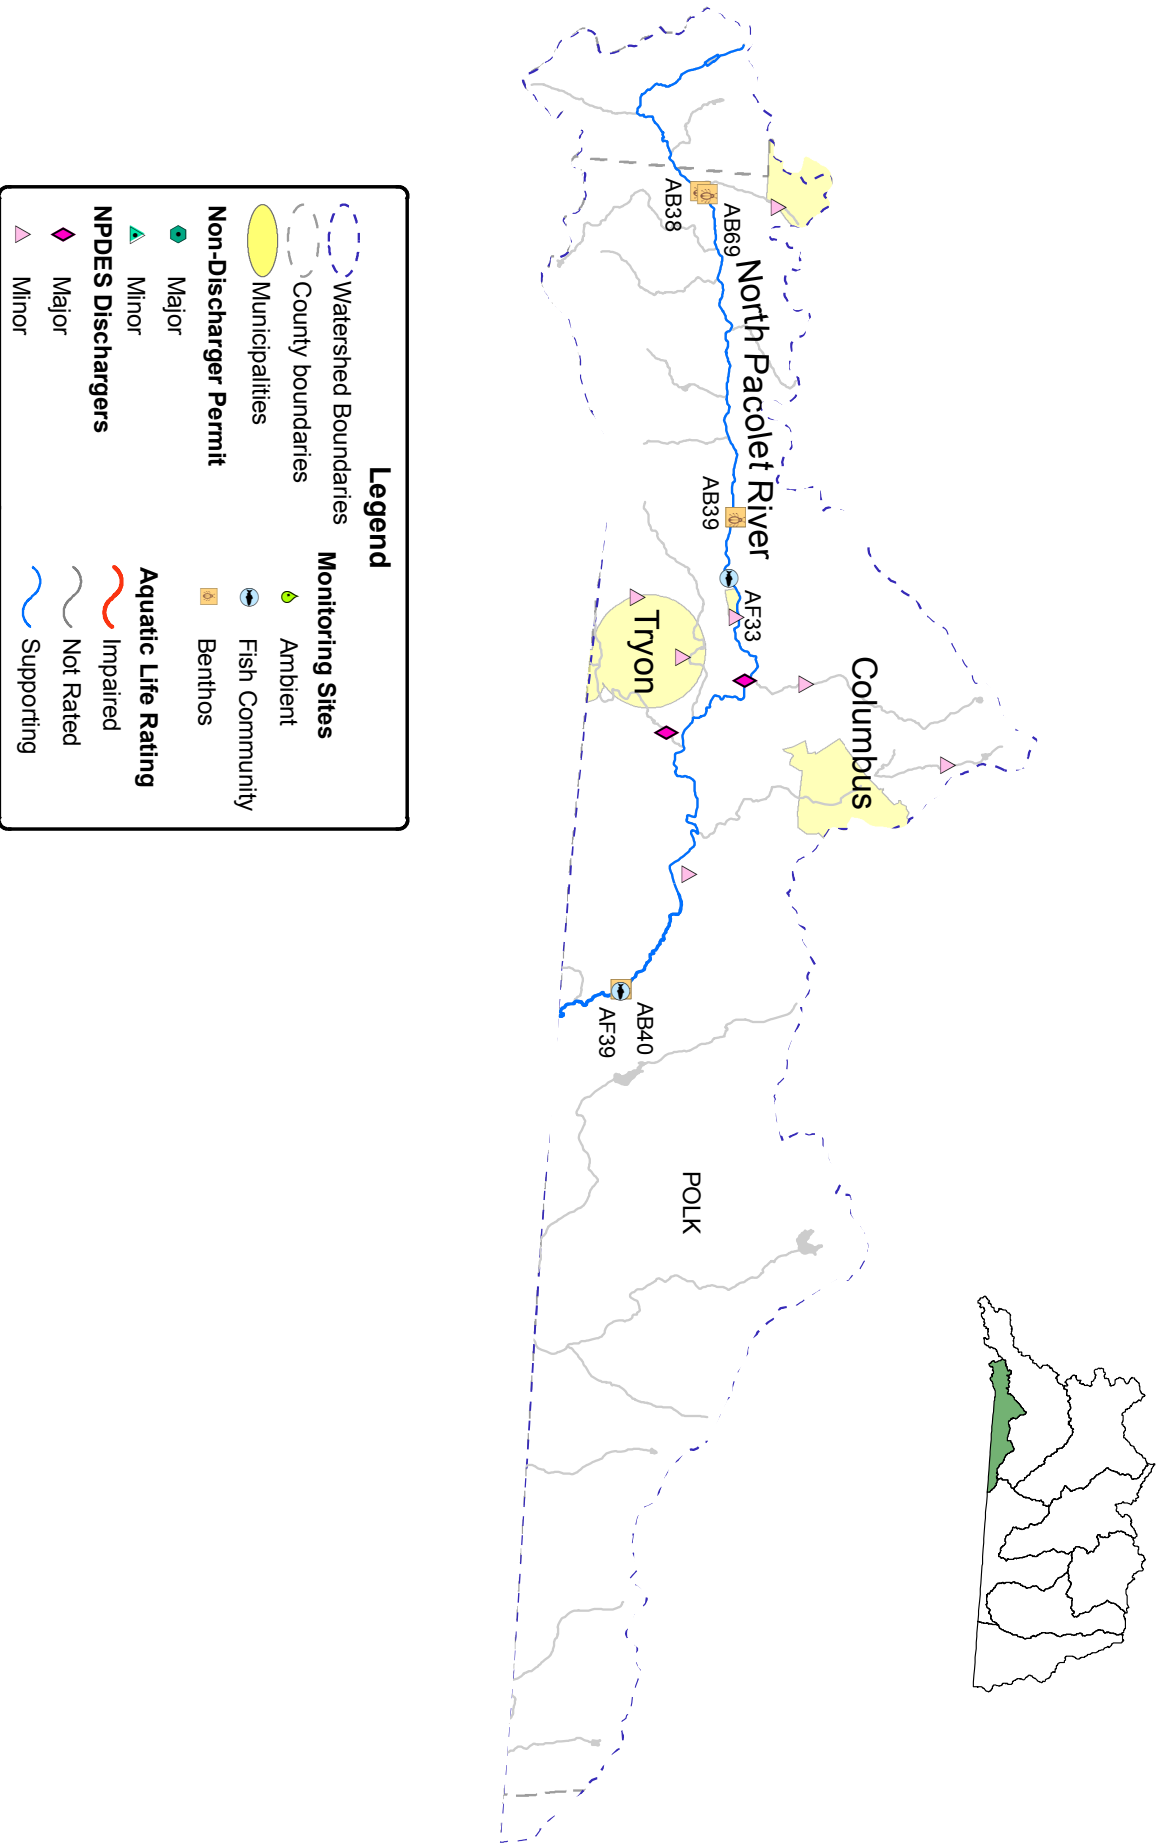 AB38
AB69
North Pacolet River
AB39
AF33
Tryon
Columbus
AB40
AF39
POLK
Legend
Watershed Boundaries
County boundaries
Municipalities
Non-Discharger Permit
Major
Minor
NPDES Dischargers
Major
Minor
Monitoring Sites
Ambient
Fish Community
Benthos
Aquatic Life Rating
Impaired
Not Rated
Supporting